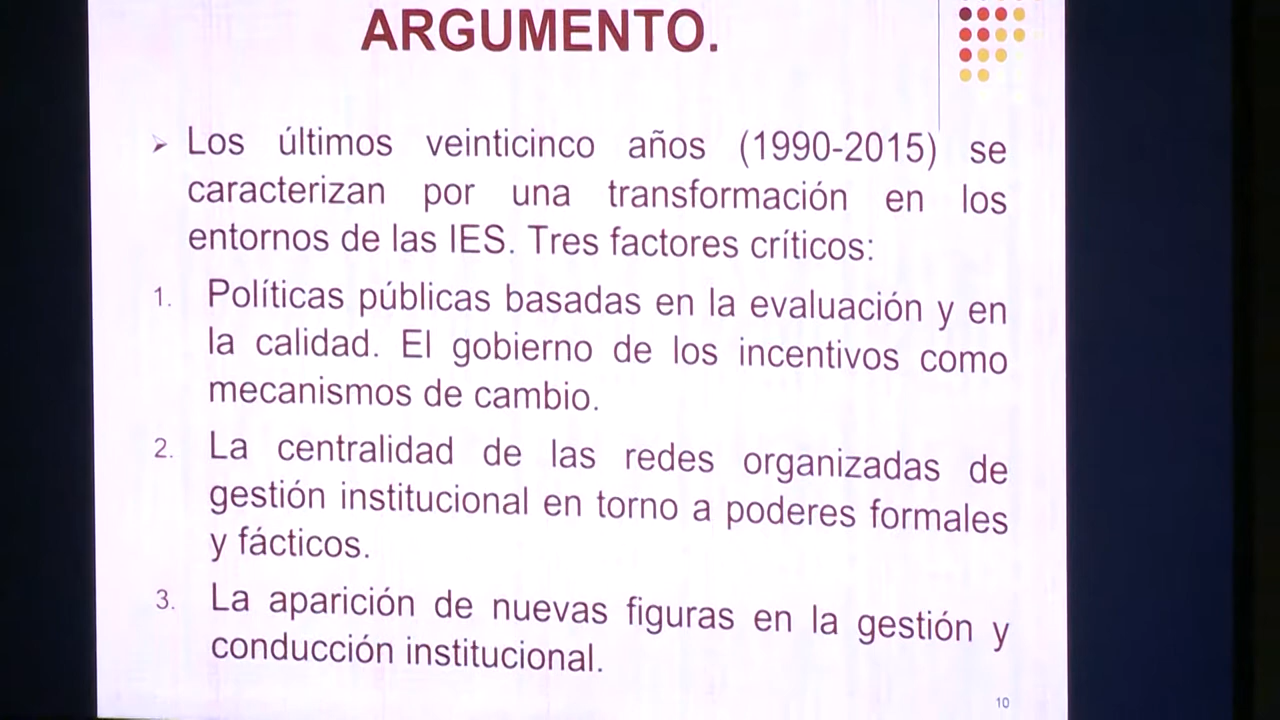 ARGUMENTO.
➢ Los últimos veinticinco años (1990-2015) se
caracterizan por una transformación en los
entornos de las IES. Tres factores críticos:
1. Políticas públicas basadas en la evaluación y en
la calidad. El gobierno de los incentivos como
mecanismos de cambio.
2. La centralidad de las redes organizadas de
gestión institucional en torno a poderes formales
y fácticos.
3. La aparición de nuevas figuras en la gestión y
conducción institucional.
10